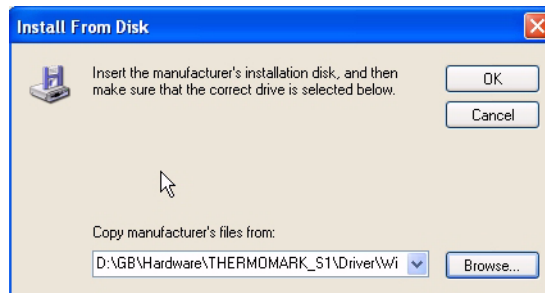 Install From Disk
Insert the manufacturer's installation disk, and then
make sure that the correct drive is selected below.
OK
Cancel
Copy manufacturer's files from:
D:\GB\Hardware\THERMOMARK_S1\Driver\Wi
Browse...